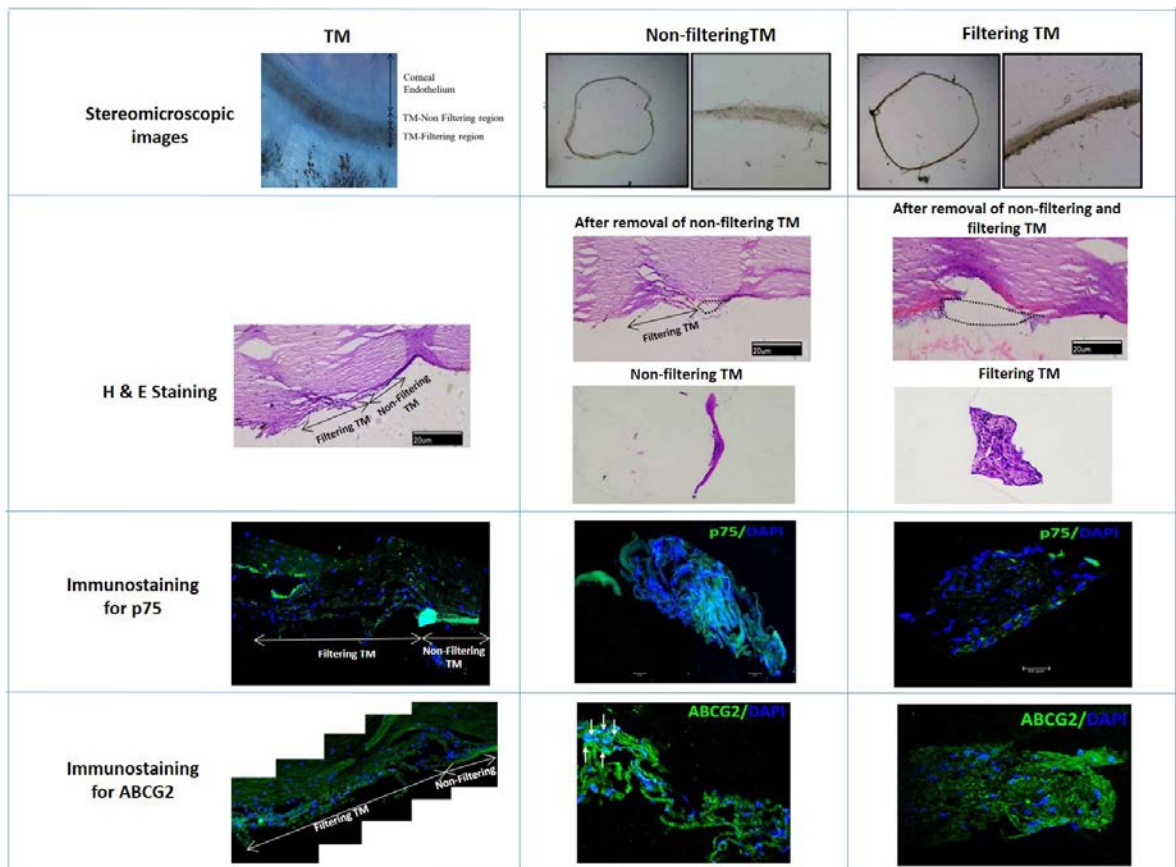 TM
Non-filteringTM
Filtering TM
Stereomicroscopic
images
Corneal
Endothelium
TM-Non Filtering region
TM-Filtering region
H & E Staining
Filtering TM
Non-Filtering
TM
20um
After removal of non-filtering TM
Filtering TM
20um
Non-filtering TM
After removal of non-filtering and
filtering TM
20um
Filtering TM
Immunostaining
for p75
Filtering TM
Non-Filtering
TM
p75/DAPI
p75/DAPI
Immunostaining
for ABCG2
Filtering TM
Non-Filtering
ABCG2/DAPI
ABCG2/DAPI